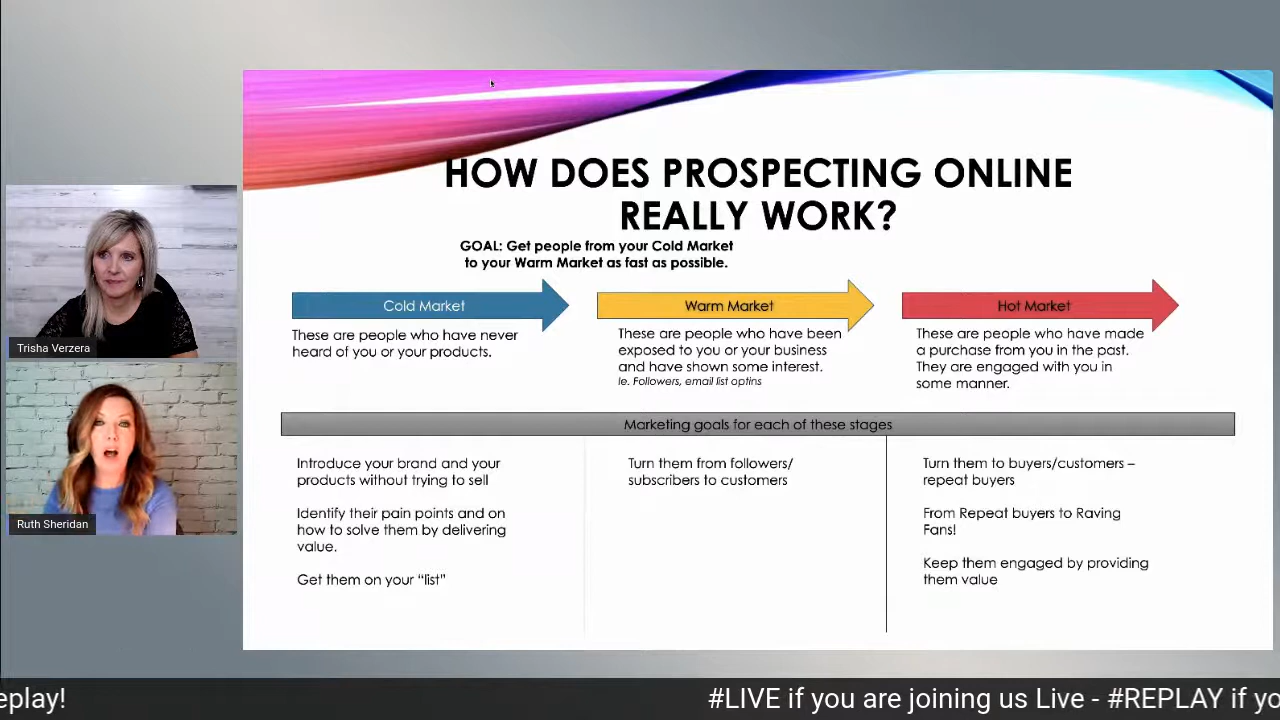 HOW DOES PROSPECTING ONLINE
REALLY WORK?
GOAL: Get people from your Cold Market
to your Warm Market as fast as possible.
Cold Market
These are people who have never
heard of you or your products.
Warm Market
These are people who have been
exposed to you or your business
and have shown some interest.
Ie. Followers, email list optins
Hot Market
These are people who have made
a purchase from you in the past.
They are engaged with you in
some manner.
Marketing goals for each of these stages
Introduce your brand and your
products without trying to sell
Identify their pain points and on
how to solve them by delivering
value.
Get them on your “list”
Turn them from followers/
subscribers to customers
Turn them to buyers/customers –
repeat buyers
From Repeat buyers to Raving
Fans!
Keep them engaged by providing
them value
Trisha Verzera
Ruth Sheridan
eplay!
#LIVE if you are joining us Live - #REPLAY if yo